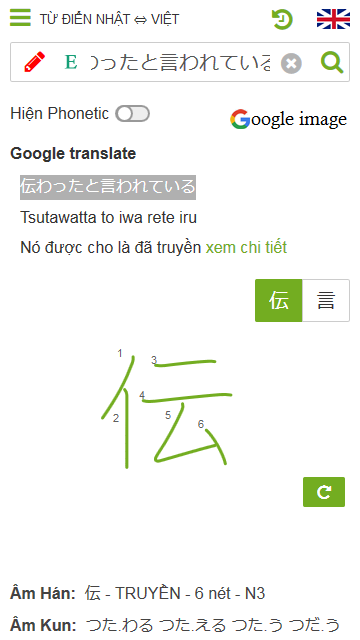 TỪ ĐIỂN NHẬT ⇔ VIỆT
E わったと言われている
Hiện Phonetic
Google image
Google translate
伝わったと言われている
Tsutawatta to iwa rete iru
Nó được cho là đã truyền xem chi tiết
伝 言
1 3
4
2 5 6
Âm Hán: 伝 - TRUYỀN - 6 nét - N3
Âm Kun: つた.わる つた.える つた.う つだ.う